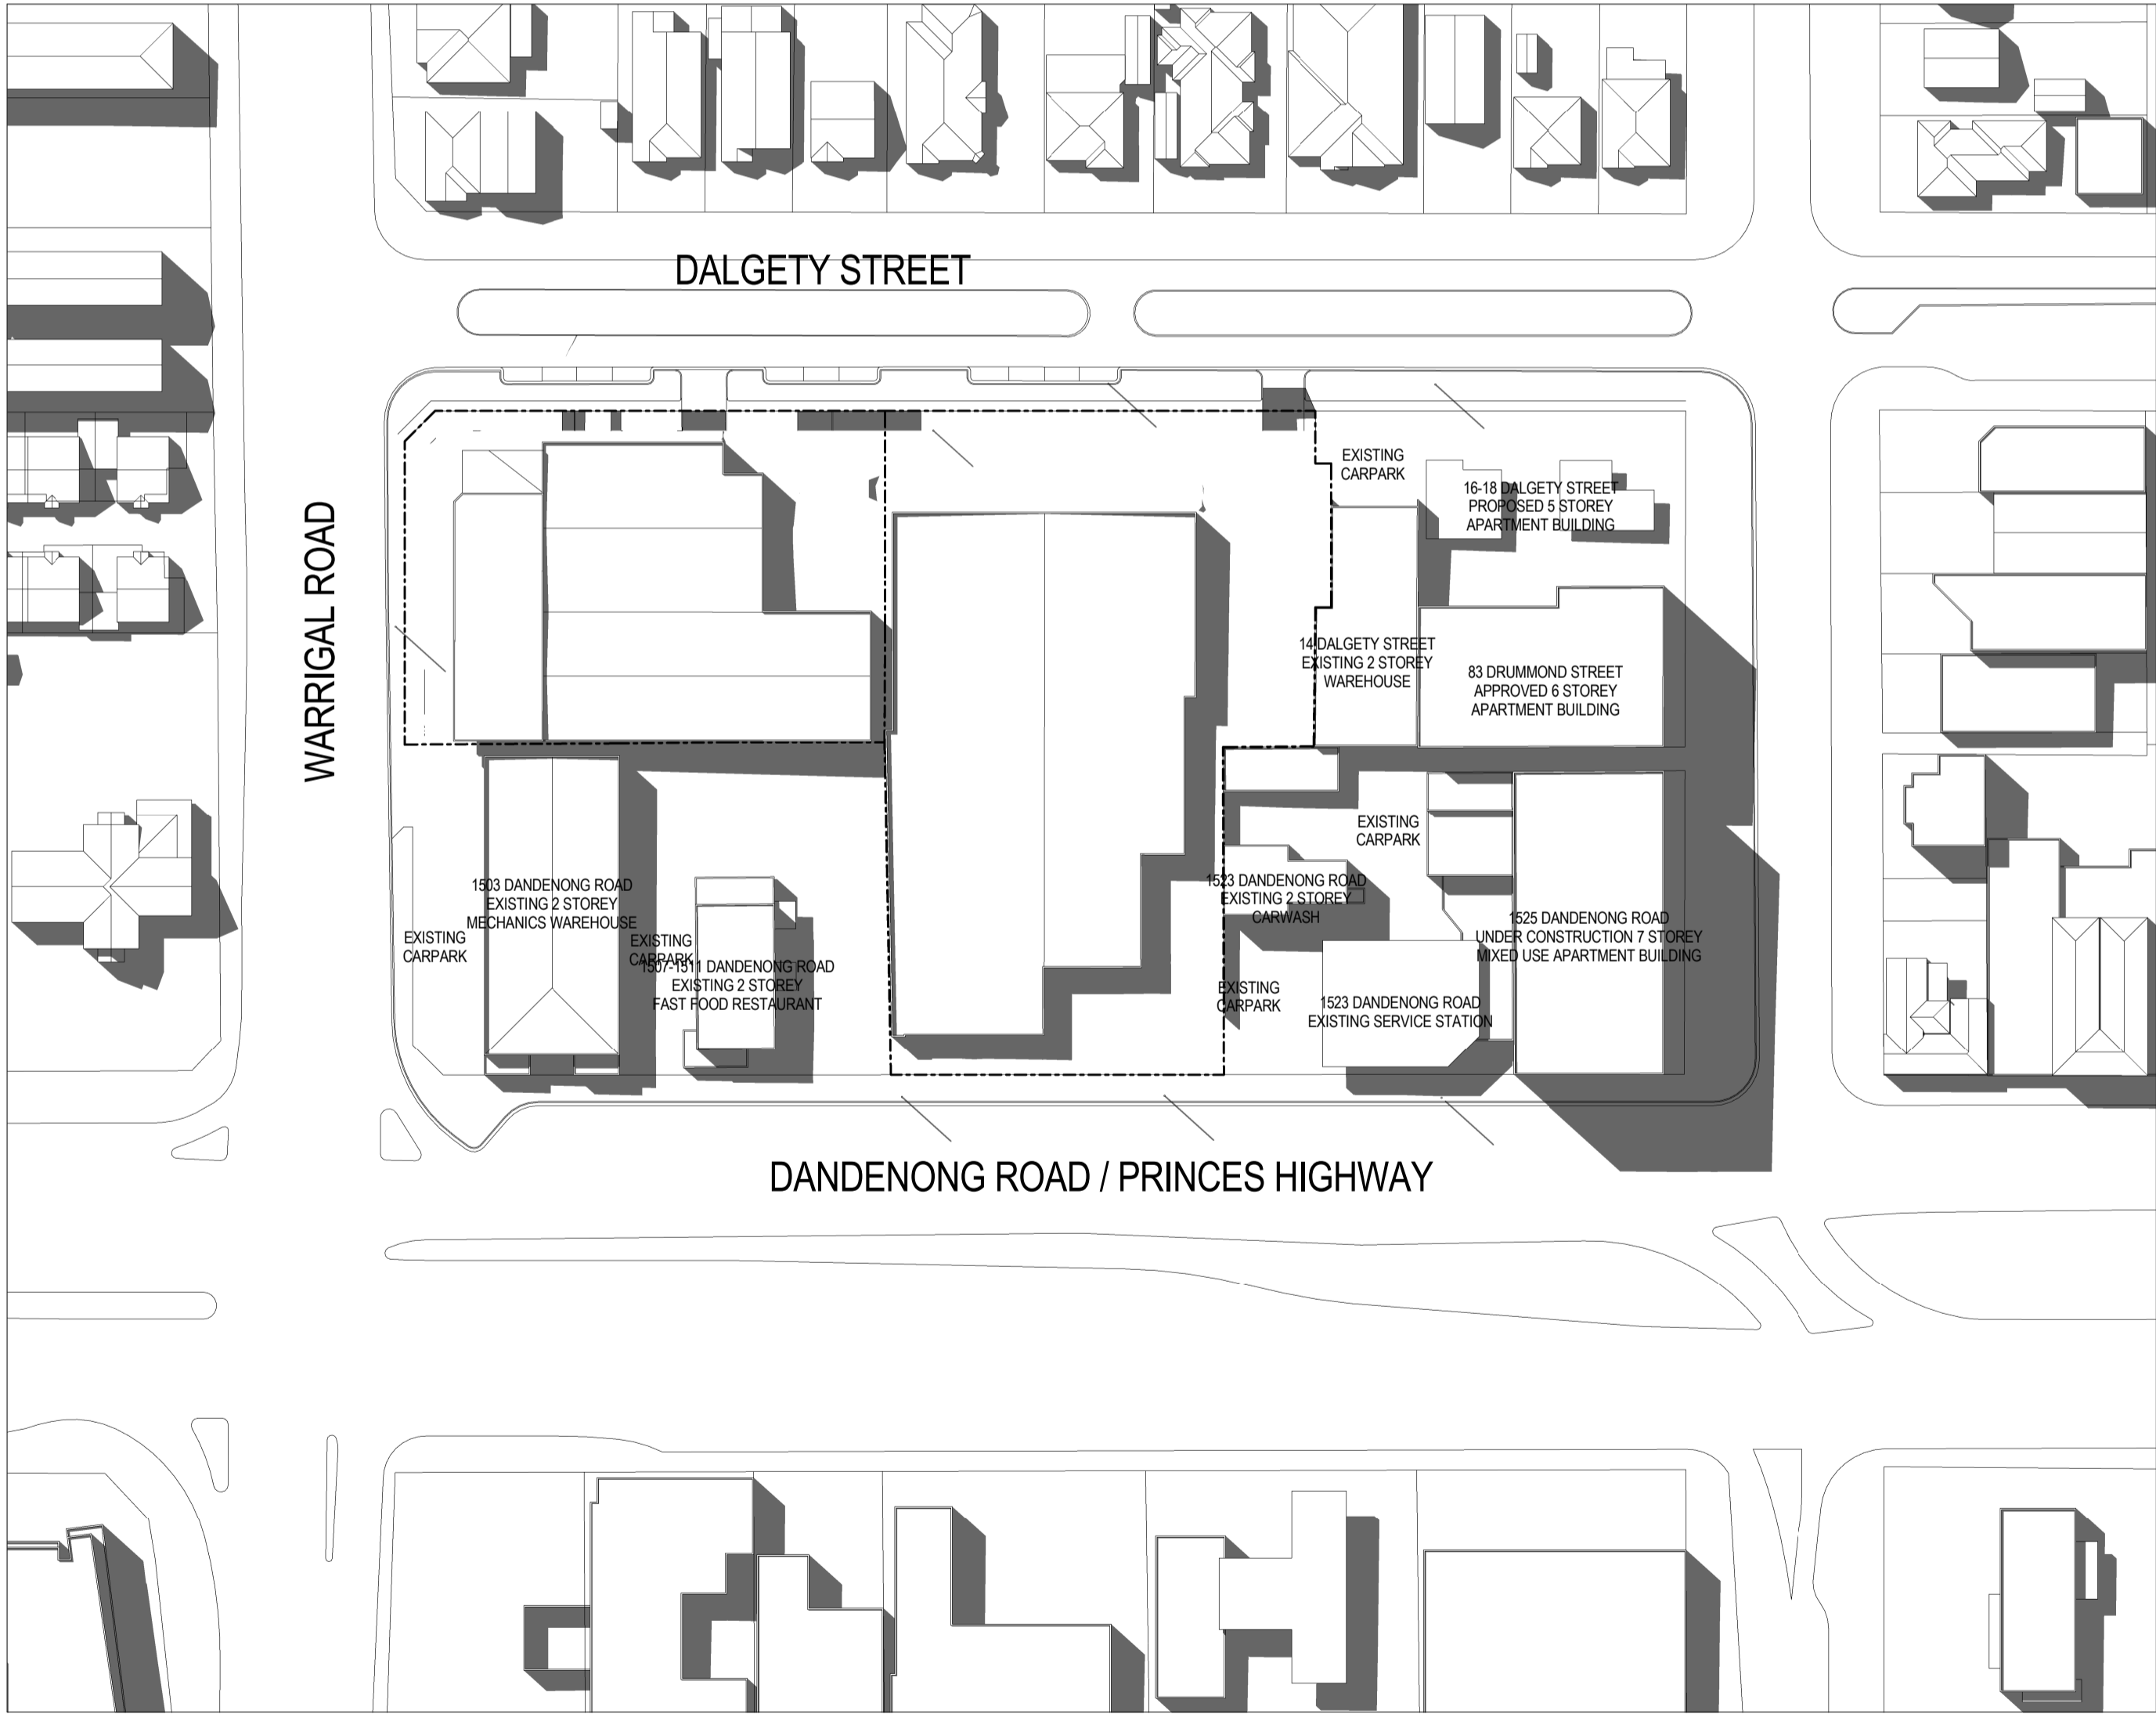 DALGETY STREET
WARRIGAL ROAD
EXISTING
CARPARK
16-18 DALGETY STREET
PROPOSED 5 STOREY
APARTMENT BUILDING
14 DALGETY STREET
EXISTING 2 STOREY
WAREHOUSE
83 DRUMMOND STREET
APPROVED 6 STOREY
APARTMENT BUILDING
EXISTING
CARPARK
1503 DANDENONG ROAD
EXISTING 2 STOREY
MECHANICS WAREHOUSE
EXISTING
CARPARK
EXISTING
CARPARK
1507-1511 DANDENONG ROAD
EXISTING 2 STOREY
FAST FOOD RESTAURANT
1523 DANDENONG ROAD
EXISTING 2 STOREY
CARWASH
EXISTING
CARPARK
1523 DANDENONG ROAD
EXISTING SERVICE STATION
1525 DANDENONG ROAD
UNDER CONSTRUCTION 7 STOREY
MIXED USE APARTMENT BUILDING
DANDENONG ROAD / PRINCES HIGHWAY